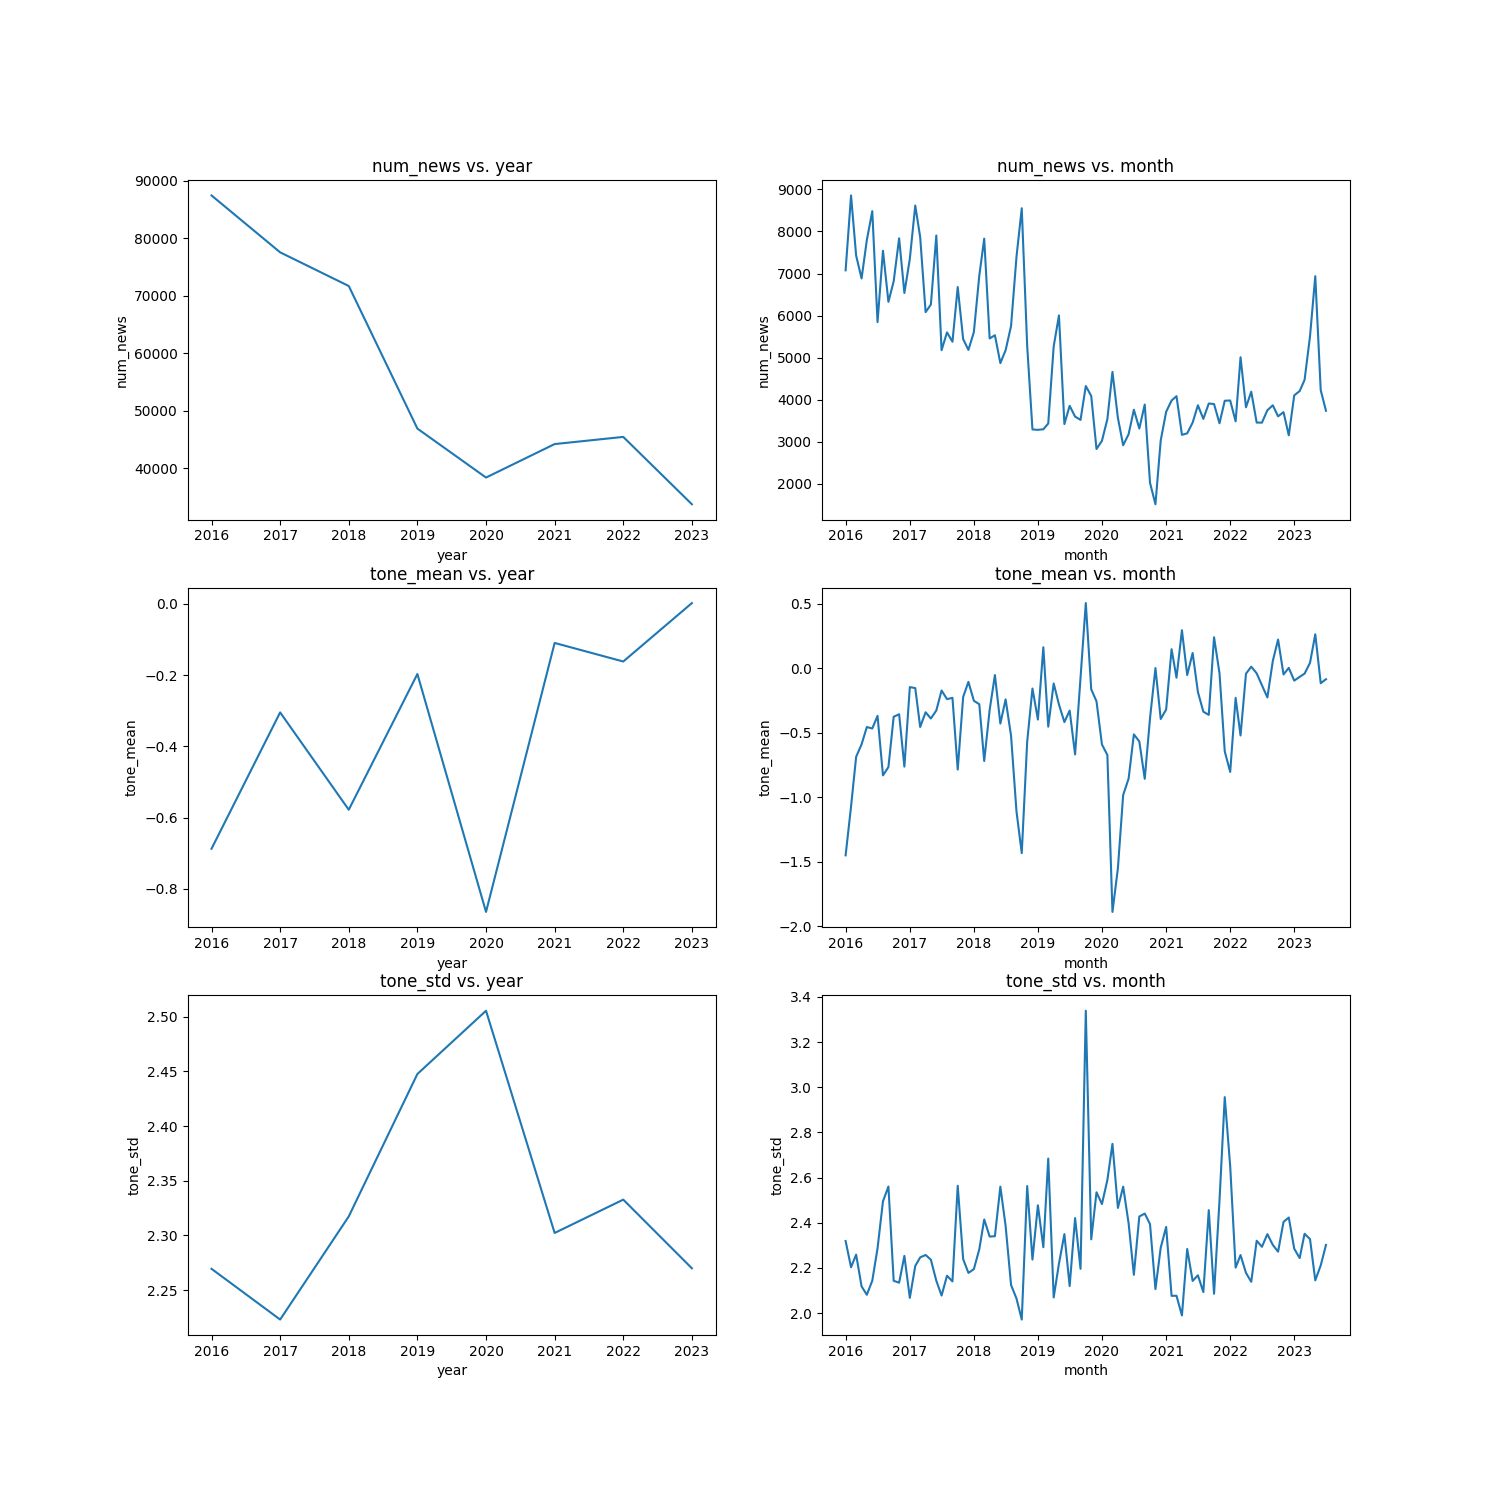 num_news vs. year
90000
80000
70000
60000
50000
40000
num_news
2016 2017 2018 2019 2020 2021 2022 2023
year
num_news vs. month
9000
8000
7000
6000
5000
4000
3000
2000
num_news
2016 2017 2018 2019 2020 2021 2022 2023
month
tone_mean vs. year
0.0
−0.2
−0.4
−0.6
−0.8
tone_mean
2016 2017 2018 2019 2020 2021 2022 2023
year
tone_mean vs. month
0.5
0.0
−0.5
−1.0
−1.5
−2.0
tone_mean
2016 2017 2018 2019 2020 2021 2022 2023
month
tone_std vs. year
2.50
2.45
2.40
2.35
2.30
2.25
tone_std
2016 2017 2018 2019 2020 2021 2022 2023
year
tone_std vs. month
3.4
3.2
3.0
2.8
2.6
2.4
2.2
2.0
tone_std
2016 2017 2018 2019 2020 2021 2022 2023
month